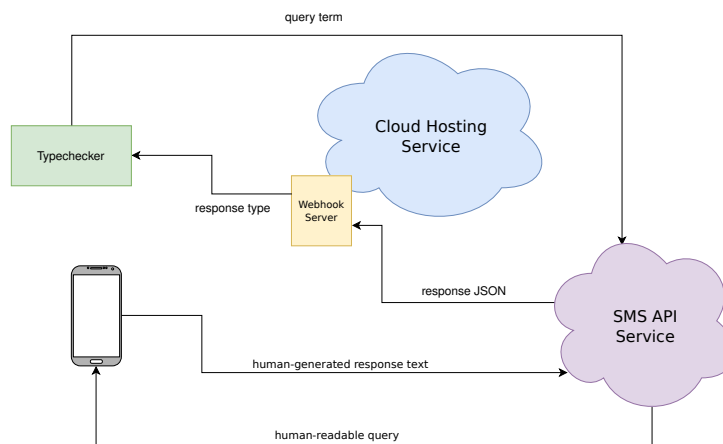 query term
Cloud Hosting
Service
Typechecker
Webhook
Server
response type
response JSON
SMS API
Service
human-generated response text
human-readable query